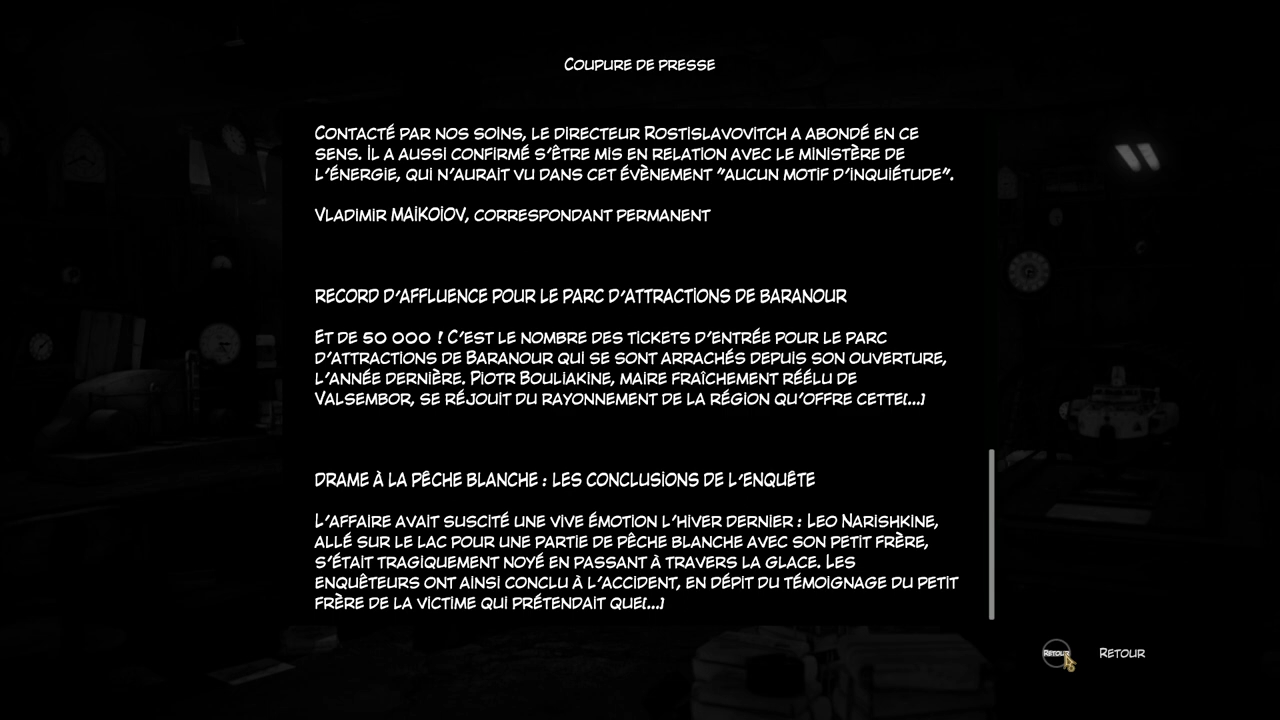 Coupure de presse
Contacté par nos soins, le directeur Rostislavovitch a abondé en ce
sens. Il a aussi confirmé s'être mis en relation avec le ministère de
l'énergie, qui n'aurait vu dans cet évènement "aucun motif d'inquiétude".
Vladimir MAIKOIOV, correspondant permanent
RECORD D'AFFLUENCE POUR LE PARC D'ATTRACTIONS DE BARANOUR
Et de 50 000 ! C'est le nombre des tickets d'entrée pour le parc
d'attractions de Baranour qui se sont arrachés depuis son ouverture,
l'année dernière. Piotr Bouliakine, maire fraîchement réélu de
Valsembor, se réjouit du rayonnement de la région qu'offre cette[...]
DRAME À LA PÊCHE BLANCHE : LES CONCLUSIONS DE L'ENQUÊTE
L'affaire avait suscité une vive émotion l'hiver dernier : Leo Narishkine,
allé sur le lac pour une partie de pêche blanche avec son petit frère,
s'était tragiquement noyé en passant à travers la glace. Les
enquêteurs ont ainsi conclu à l'accident, en dépit du témoignage du petit
frère de la victime qui prétendait que[...]
Retour Retour